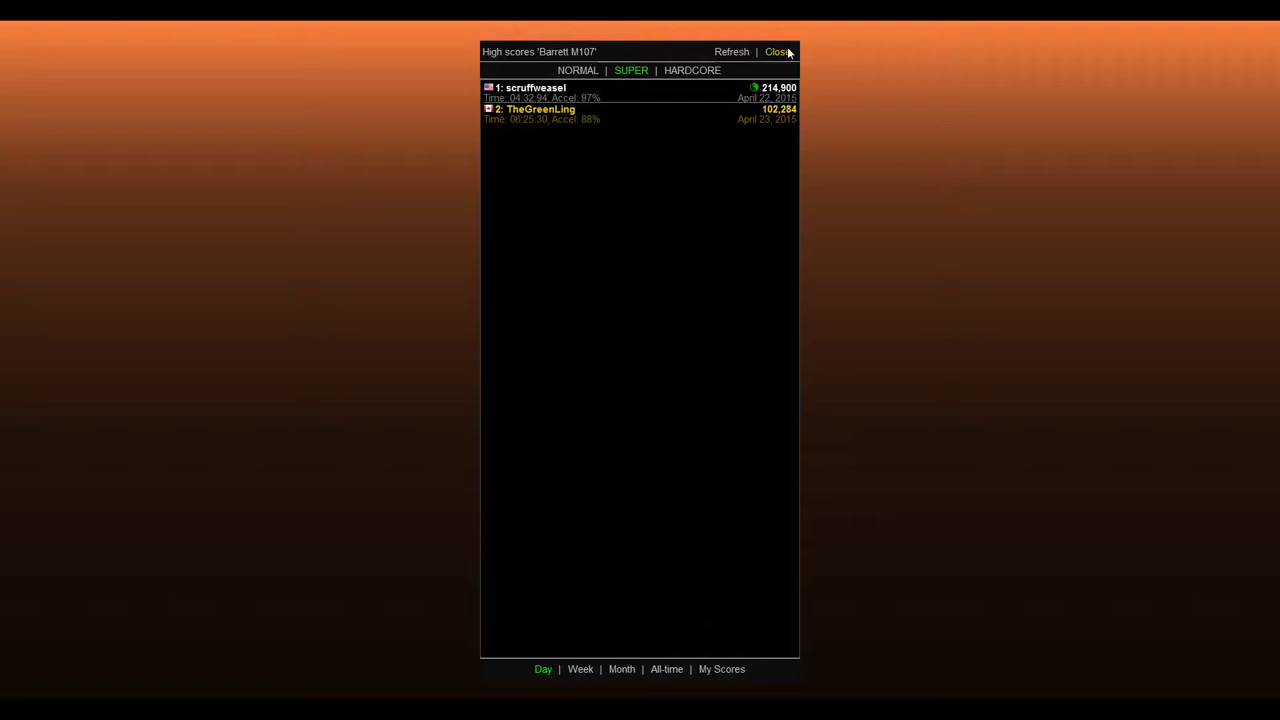 High scores 'Barrett M107' Refresh | Close
NORMAL | SUPER | HARDCORE
1: scruffweasel 214,900
Time: 04:32:94, Accel: 97% April 22, 2015
2: TheGreenLing 102,284
Time: 06:25:30, Accel: 88% April 23, 2015
Day | Week | Month | All-time | My Scores